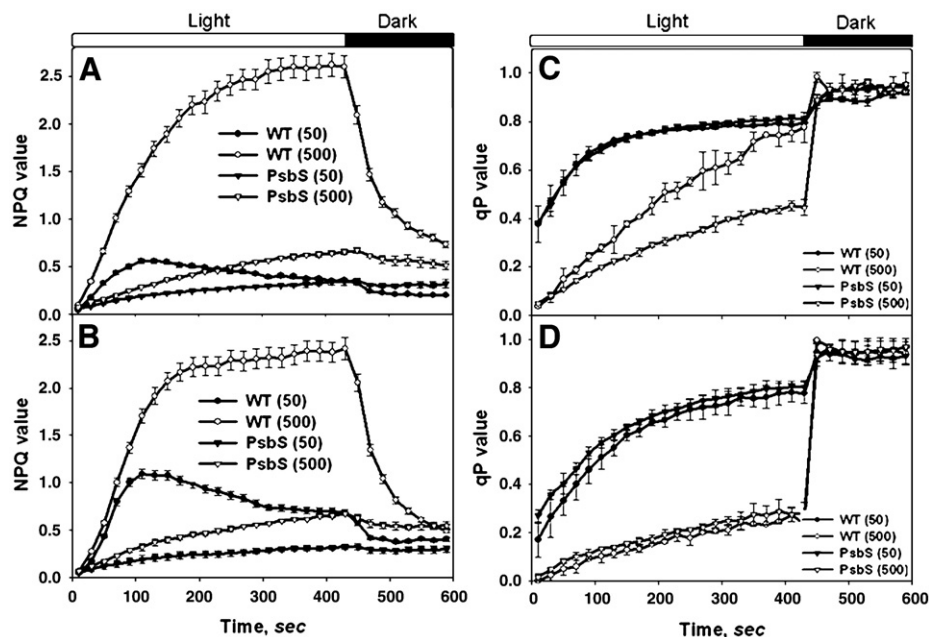 Light Dark
Light Dark
A
NPQ value
2.5
2.0
1.5
1.0
0.5
0.0
WT (50)
WT (500)
PsbS (50)
PsbS (500)
C
qP value
1.0
0.8
0.6
0.4
0.2
0.0
WT (50)
WT (500)
PsbS (50)
PsbS (500)
B
NPQ value
2.5
2.0
1.5
1.0
0.5
0.0
WT (50)
WT (500)
PsbS (50)
PsbS (500)
0 100 200 300 400 500 600
Time, sec
D
qP value
1.0
0.8
0.6
0.4
0.2
0.0
WT (50)
WT (500)
PsbS (50)
PsbS (500)
0 100 200 300 400 500 600
Time, sec